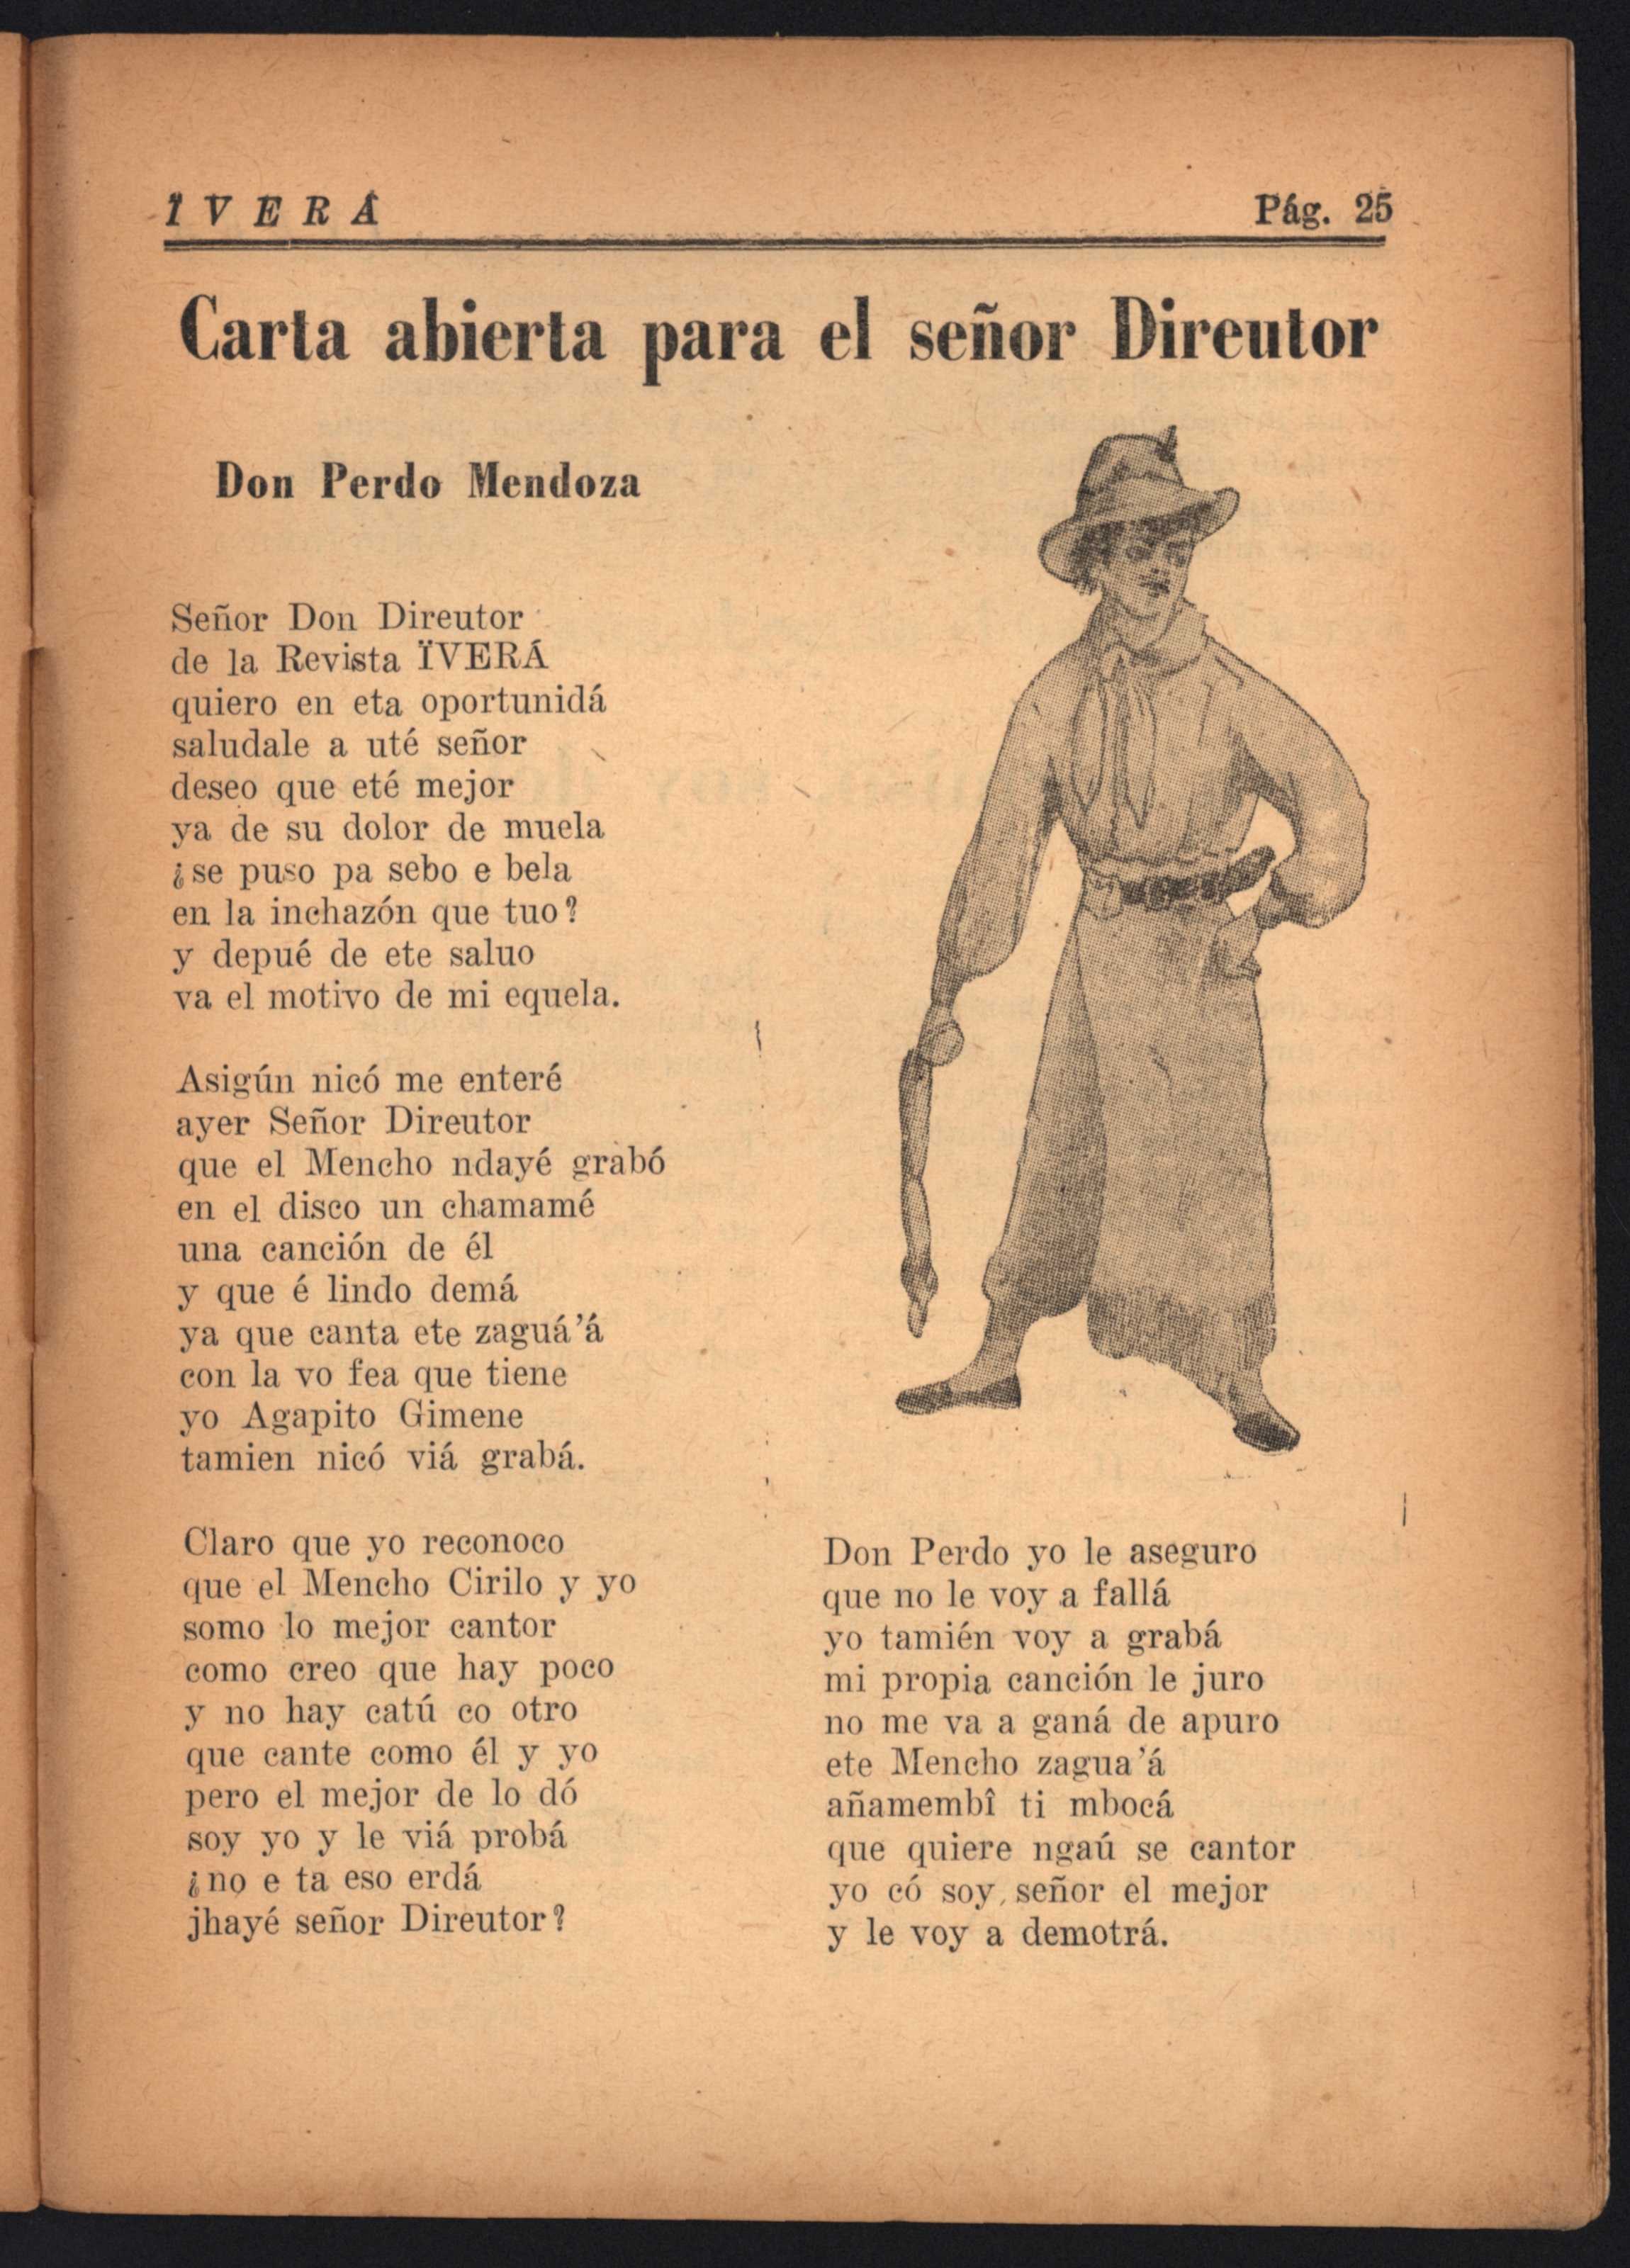 ÏVERÁ
Pág. 25
Carta abierta para el señor Direutor
Don Perdo Mendoza
Señor Don Direutor
de la Revista ÏVERÁ
quiero en eta oportunidá
saludale a uté señor
deseo que eté mejor
ya de su dolor de muela
¿se puso pa sebo e bela
en la inchazón que tuo?
y depué de ete saluo
va el motivo de mi equela.
Asigún nicó me enteré
ayer Señor Direutor
que el Mencho ndayé grabó
en el disco un chamamé
una canción de él
y que é lindo demá
ya que canta ete zaguá'á
con la vo fea que tiene
yo Agapito Gimene
tamien nicó viá grabá.
Claro que yo reconoco
que el Mencho Cirilo y yo
somo lo mejor cantor
como creo que hay poco
y no hay catú co otro
que cante como él y yo
pero el mejor de lo dó
soy yo y le viá probá
¿no e ta eso erdá
jhayé señor Direutor?
Don Perdo yo le aseguro
que no le voy a fallá
yo tamién voy a grabá
mi propia canción le juro
no me va a ganá de apuro
ete Mencho zagua'á
añamembî ti mbocá
que quiere ngaú se cantor
yo có soy, señor el mejor
y le voy a demotrá.